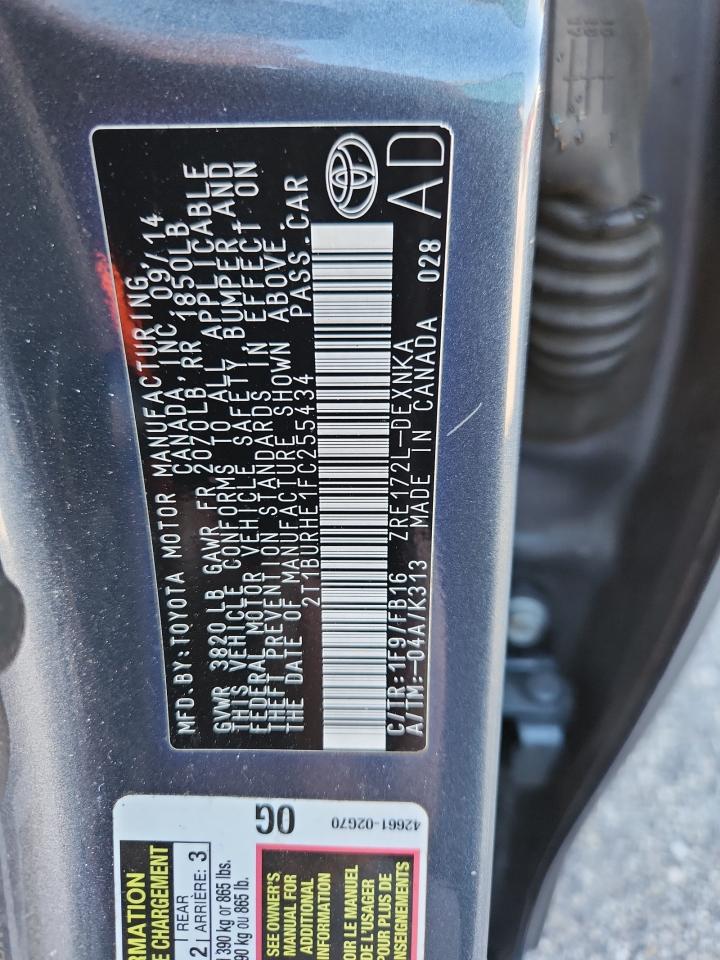 MFD.BY:TOYOTA MOTOR MANUFACTURING,
CANADA, INC. 09/14
GVWR 3820 LB GAWR FR 2070LB, RR 1850LB
THIS VEHICLE CONFORMS TO ALL APPLICABLE
FEDERAL MOTOR VEHICLE SAFETY, BUMPER, AND
THEFT PREVENTION STANDARDS IN EFFECT ON
THE DATE OF MANUFACTURE SHOWN ABOVE.
2T1BURHE1FC255434 PASS.CAR
C/TR:1F9/FB16 ZRE172L-DEXNKA
A/TM:-04A/K313 MADE IN CANADA 028
AD
0G
42661-02G70
REAR
2 ARRIÈRE: 3
390 kg or 865 lbs.
90 kg ou 865 lb.
SEE OWNER'S
MANUAL FOR
ADDITIONAL
INFORMATION
OIR LE MANUEL
DE L'USAGER
POUR PLUS DE
ENSEIGNEMENTS